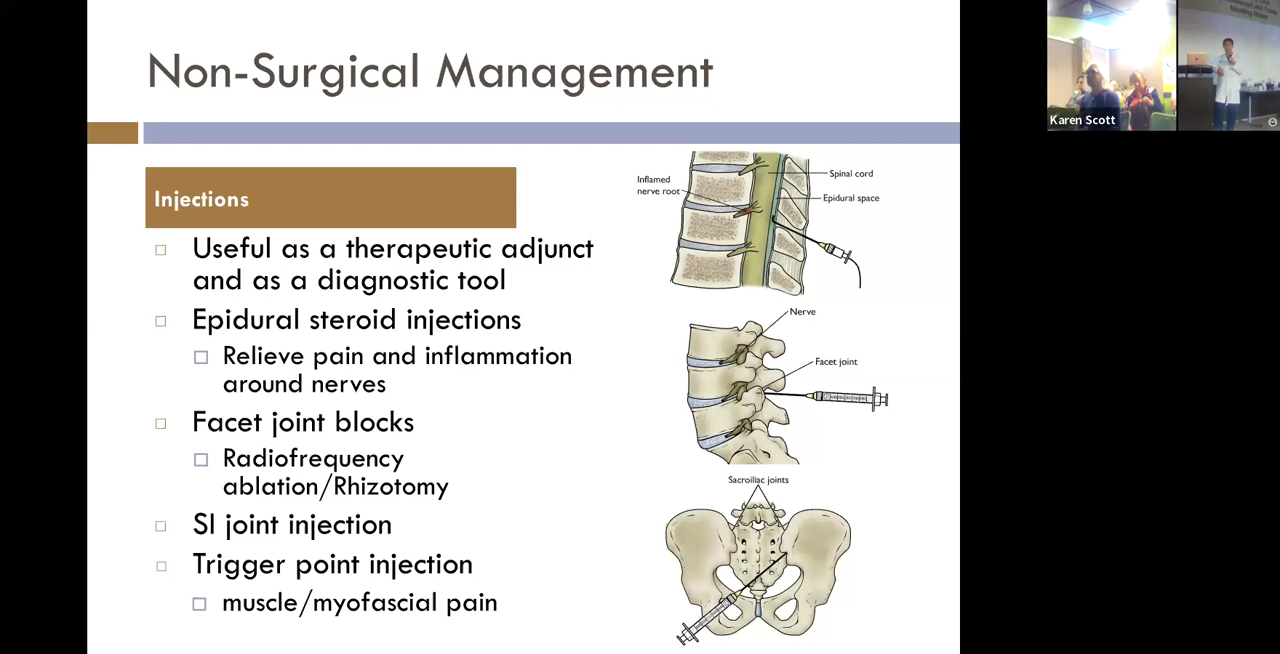 Non-Surgical Management
Injections
Useful as a therapeutic adjunct
and as a diagnostic tool
Epidural steroid injections
Relieve pain and inflammation
around nerves
Facet joint blocks
Radiofrequency
ablation/Rhizotomy
SI joint injection
Trigger point injection
muscle/myofascial pain
Inflamed
nerve root
Spinal cord
Epidural space
Nerve
Facet joint
Sacroiliac joints
Karen Scott
Meeting Room